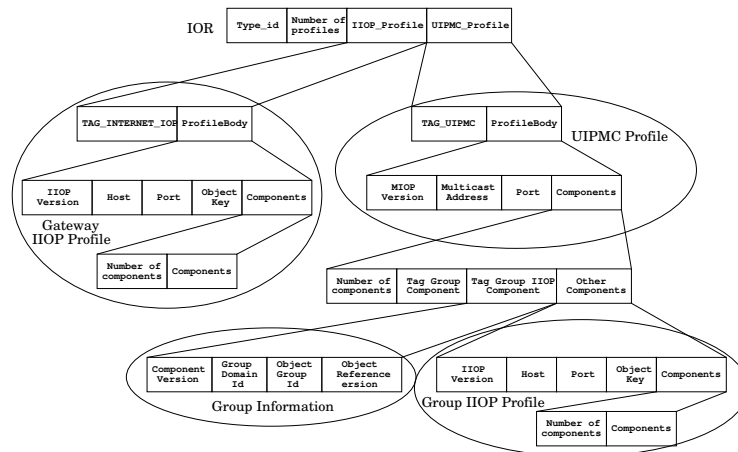 IOR
Type_id
Number of
profiles
IIOP_Profile
UIPMC_Profile
TAG_INTERNET_IOP
ProfileBody
TAG_UIPMC
ProfileBody
UIPMC Profile
IIOP
Version
Host
Port
Object
Key
Components
MIOP
Version
Multicast
Address
Port
Components
Gateway
IIOP Profile
Number of
components
Components
Number of
components
Tag Group
Component
Tag Group IIOP
Component
Other
Components
Component
Version
Group
Domain
Id
Object
Group
Id
Object
Reference
ersion
Group Information
IIOP
Version
Host
Port
Object
Key
Components
Group IIOP Profile
Number of
components
Components